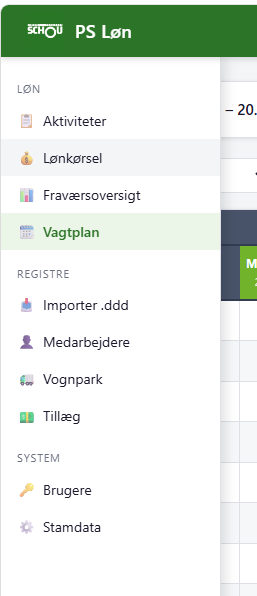 SCHOU PS Løn
– 20.
LØN
Aktiviteter
Lønkørsel
Fraværsoversigt
Vagtplan
REGISTRE
M
Importer .ddd
Medarbejdere
Vognpark
Tillæg
SYSTEM
Brugere
Stamdata